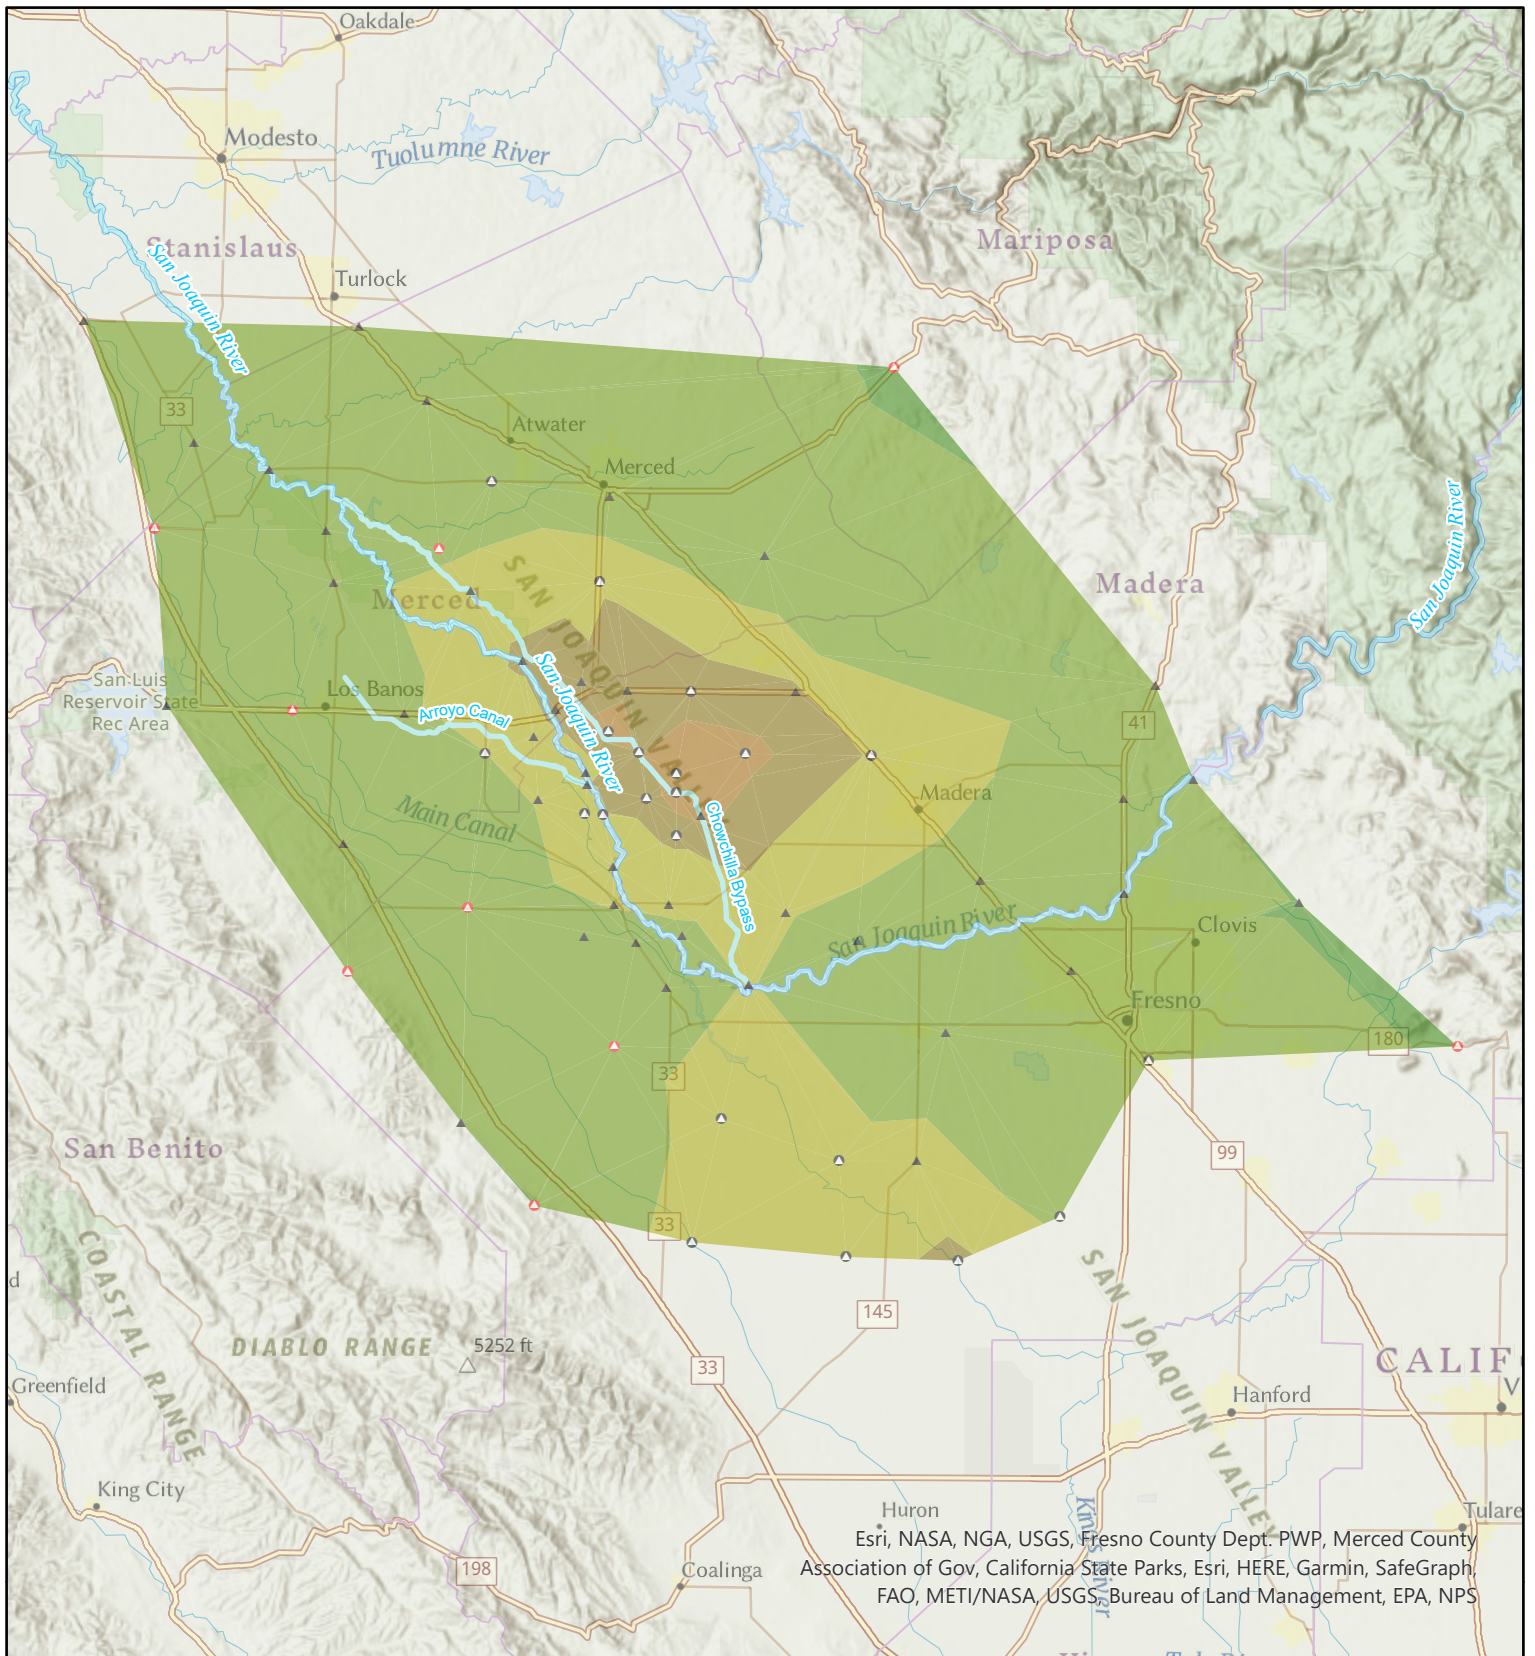 Oakdale
Modesto
Tuolumne River
Stanislaus
San Joaquin River
Mariposa
Turlock
33
Atwater
Merced
San Joaquin River
SAN JOAQUIN VALLEY
Madera
Merced
San Luis
Reservoir State
Rec Area
Los Banos
Arroyo Canal
San Joaquin River
41
Main Canal
Chowchilla Bypass
Madera
San Joaquin River
Clovis
Fresno
180
33
San Benito
99
33
COASTAL RANGE
SAN JOAQUIN VALLEY
145
DIABLO RANGE
5252 ft
d
33
CALIF
V
Greenfield
Hanford
King City
Huron
Kings River
Tulare
198
Coalinga
Esri, NASA, NGA, USGS, Fresno County Dept. PWP, Merced County
Association of Gov, California State Parks, Esri, HERE, Garmin, SafeGraph,
FAO, METI/NASA, USGS, Bureau of Land Management, EPA, NPS